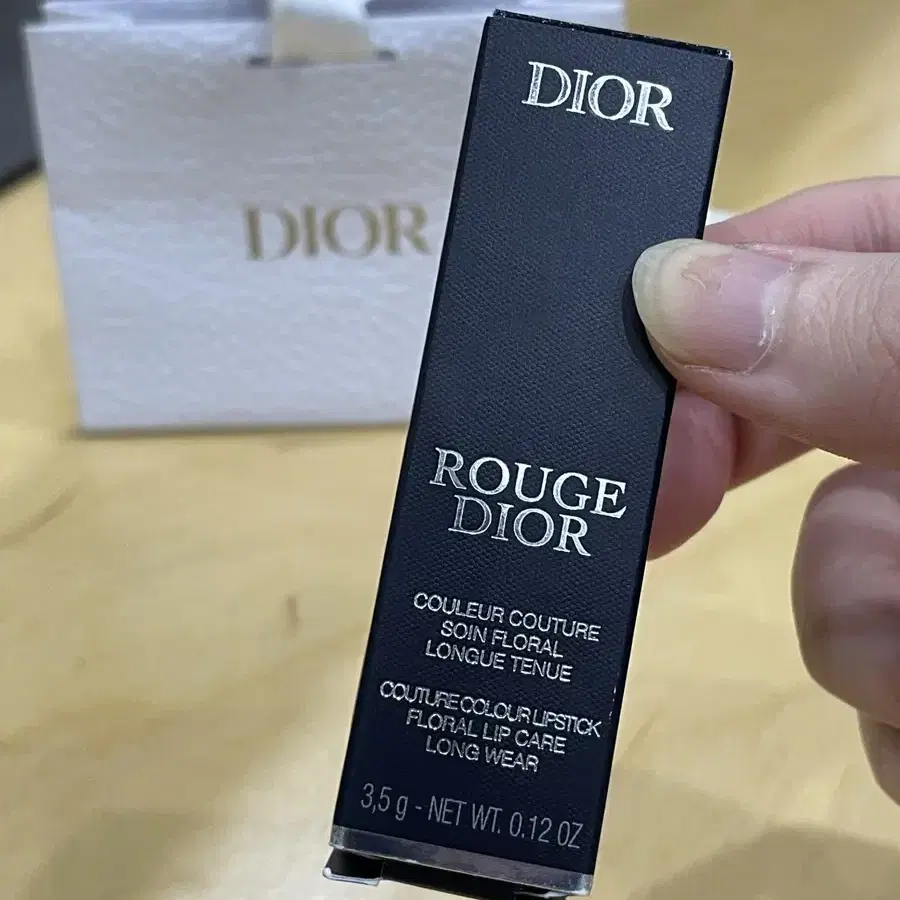 DIOR
DIOR
ROUGE
DIOR
COULEUR COUTURE
SOIN FLORAL
LONGUE TENUE
COUTURE COLOUR LIPSTICK
FLORAL LIP CARE
LONG WEAR
3,5 g - NET WT. 0.12 OZ